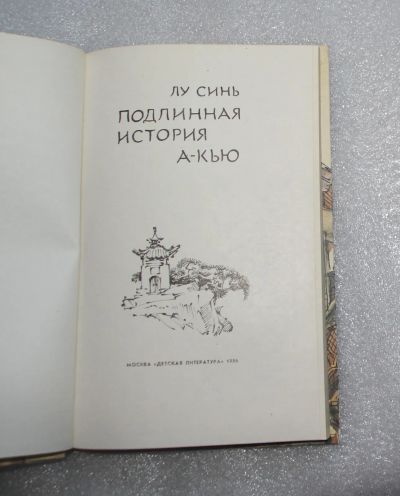 ЛУ СИНЬ
ПОДЛИННАЯ
ИСТОРИЯ
А-КЬЮ
МОСКВА «ДЕТСКАЯ ЛИТЕРАТУРА»